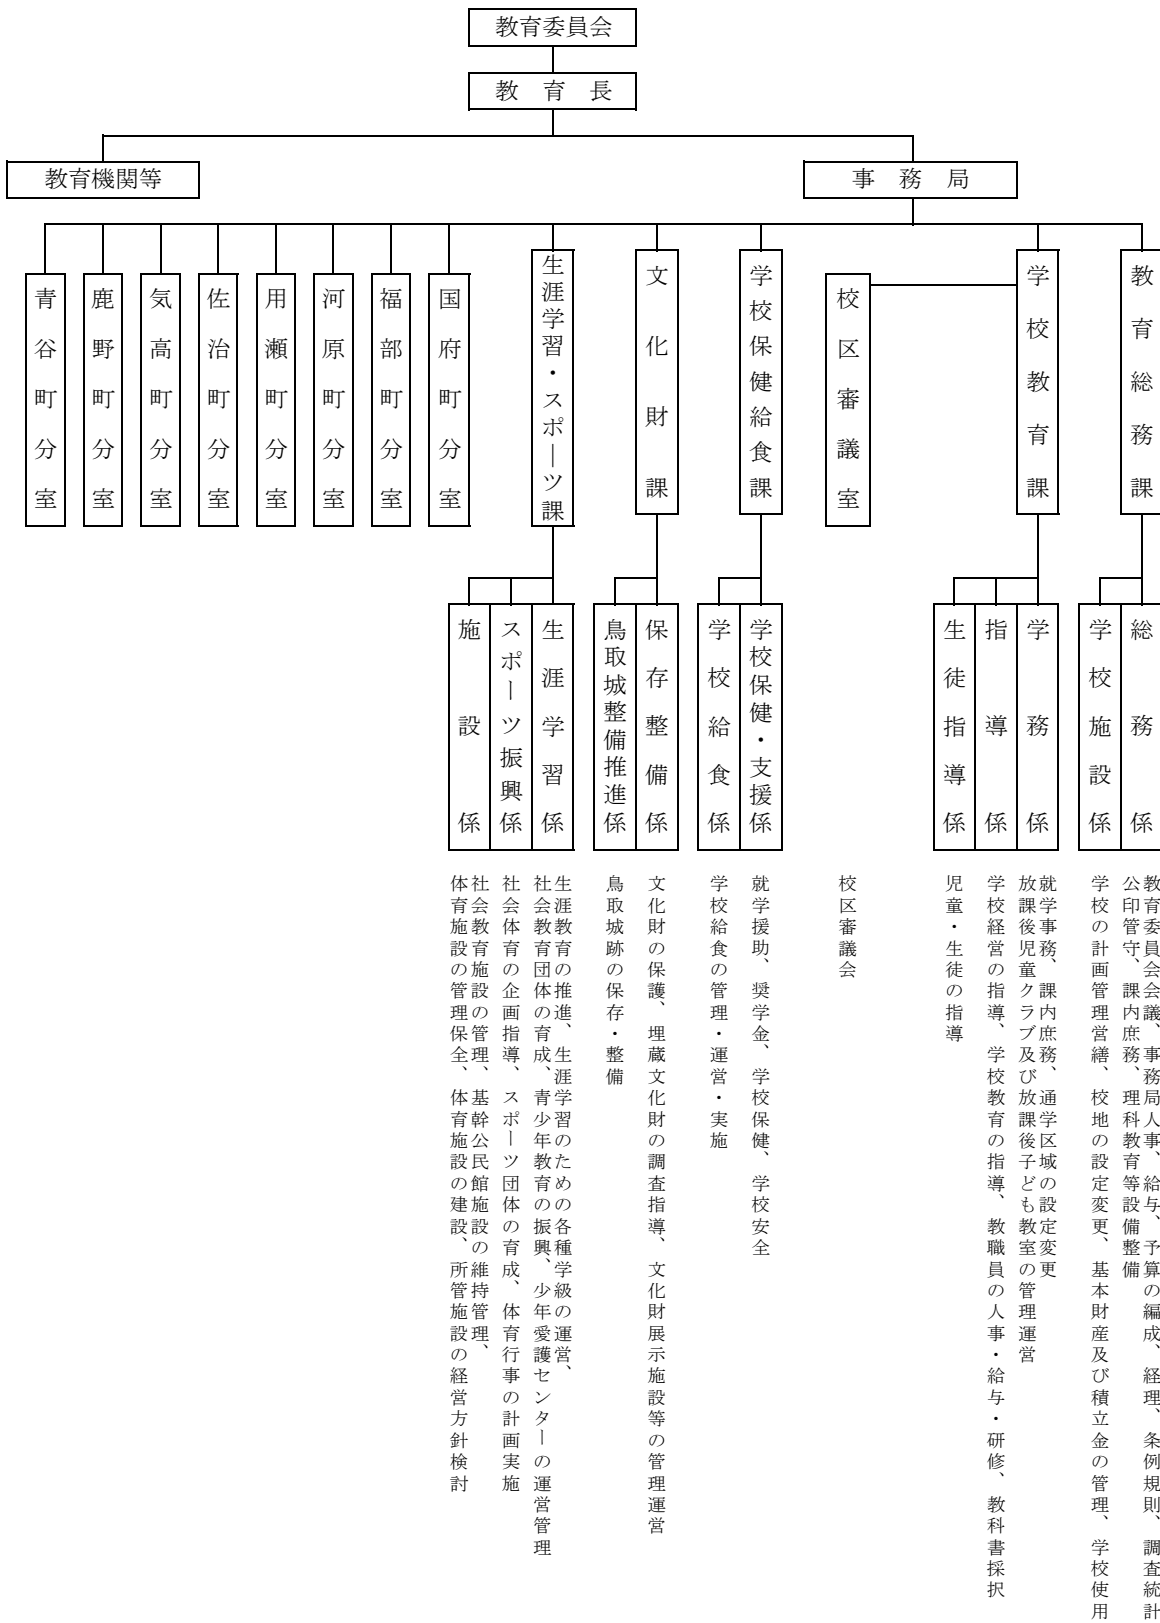 教育委員会
教育長
教育機関等
事務局
教育総務課
学校教育課
校区審議室
学校保健給食課
文化財課
生涯学習・スポーツ課
国府町分室
福部町分室
河原町分室
用瀬町分室
佐治町分室
気高町分室
鹿野町分室
青谷町分室
総務係
学校施設係
学務係
指導係
生徒指導係
学校保健・支援係
学校給食係
保存整備係
鳥取城整備推進係
生涯学習係
スポーツ振興係
施設係
教育委員会会議、事務局人事、給与、予算の編成、経理、条例規則、調査統計
公印管守、課内庶務、理科教育等設備整備
学校の計画管理営繕、校地の設定変更、基本財産及び積立金の管理、学校使用
就学事務、課内庶務、通学区域の設定変更
放課後児童クラブ及び放課後子ども教室の管理運営
学校経営の指導、学校教育の指導、教職員の人事・給与・研修、教科書採択
児童・生徒の指導
校区審議会
就学援助、奨学金、学校保健、学校安全
学校給食の管理・運営・実施
文化財の保護、埋蔵文化財の調査指導、文化財展示施設等の管理運営
鳥取城跡の保存・整備
生涯教育の推進、生涯学習のための各種学級の運営、
社会教育団体の育成、青少年教育の振興、少年愛護センターの運営管理
社会体育の企画指導、スポーツ団体の育成、体育行事の計画実施
社会教育施設の管理、基幹公民館施設の維持管理、
体育施設の管理保全、体育施設の建設、所管施設の経営方針検討